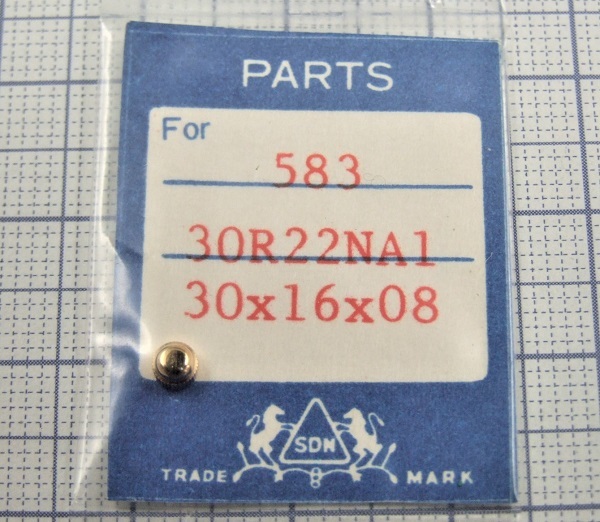 PARTS
For
583
30R22NA1
30x16x08
SDN
TRADE MARK